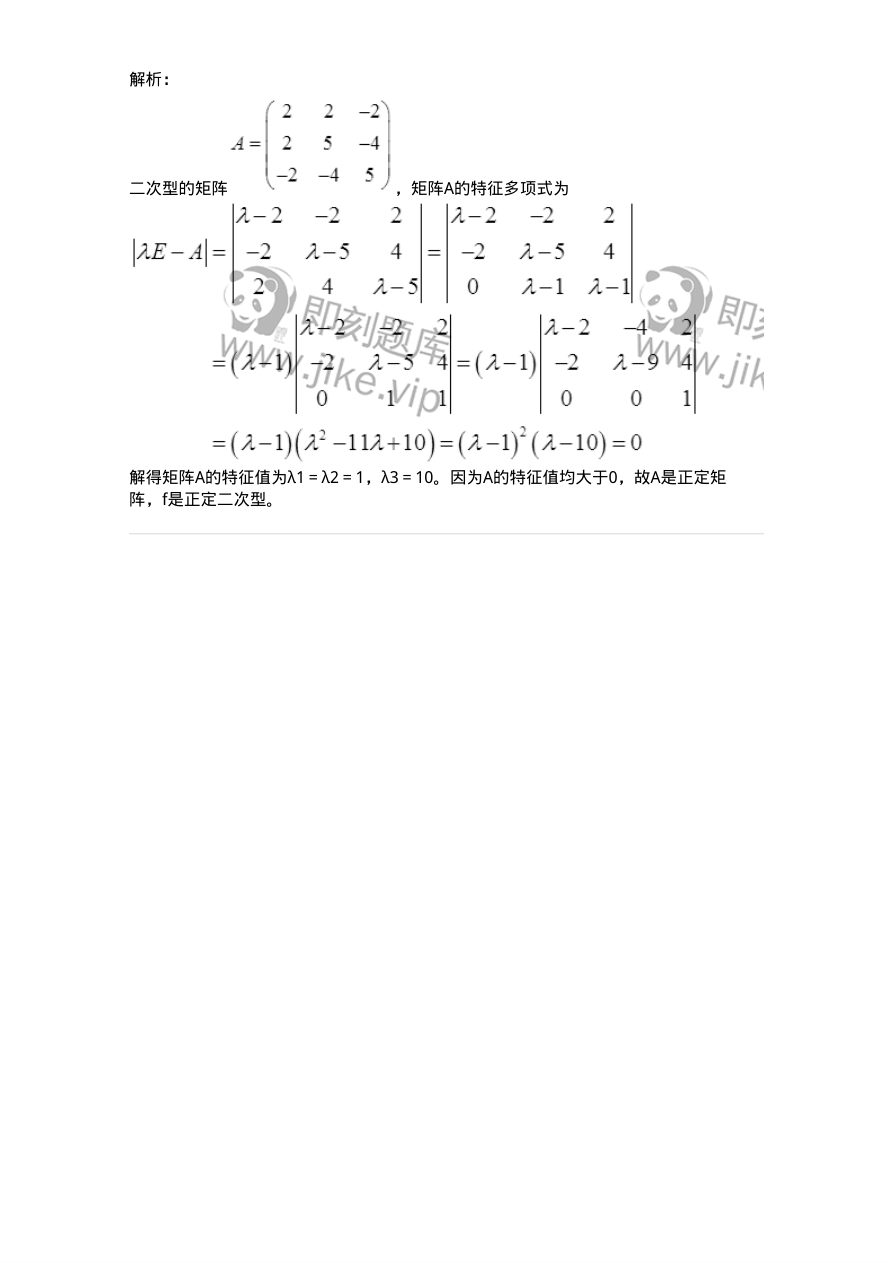 解析：
二次型的矩阵 A = ( 2 2 −2 ; 2 5 −4 ; −2 −4 5 ) ，矩阵A的特征多项式为
|λE − A| = | λ−2 −2 2 ; −2 λ−5 4 ; 2 4 λ−5 | = | λ−2 −2 2 ; −2 λ−5 4 ; 0 λ−1 λ−1 |
= (λ−1) | λ−2 −2 2 ; −2 λ−5 4 ; 0 1 1 | = (λ−1) | λ−2 −4 2 ; −2 λ−9 4 ; 0 0 1 |
= (λ−1)(λ² −11λ+10) = (λ−1)² (λ−10) = 0
解得矩阵A的特征值为λ1 = λ2 = 1，λ3 = 10。因为A的特征值均大于0，故A是正定矩
阵，f是正定二次型。
即刻题库
www.jike.vip
即刻
www.jik